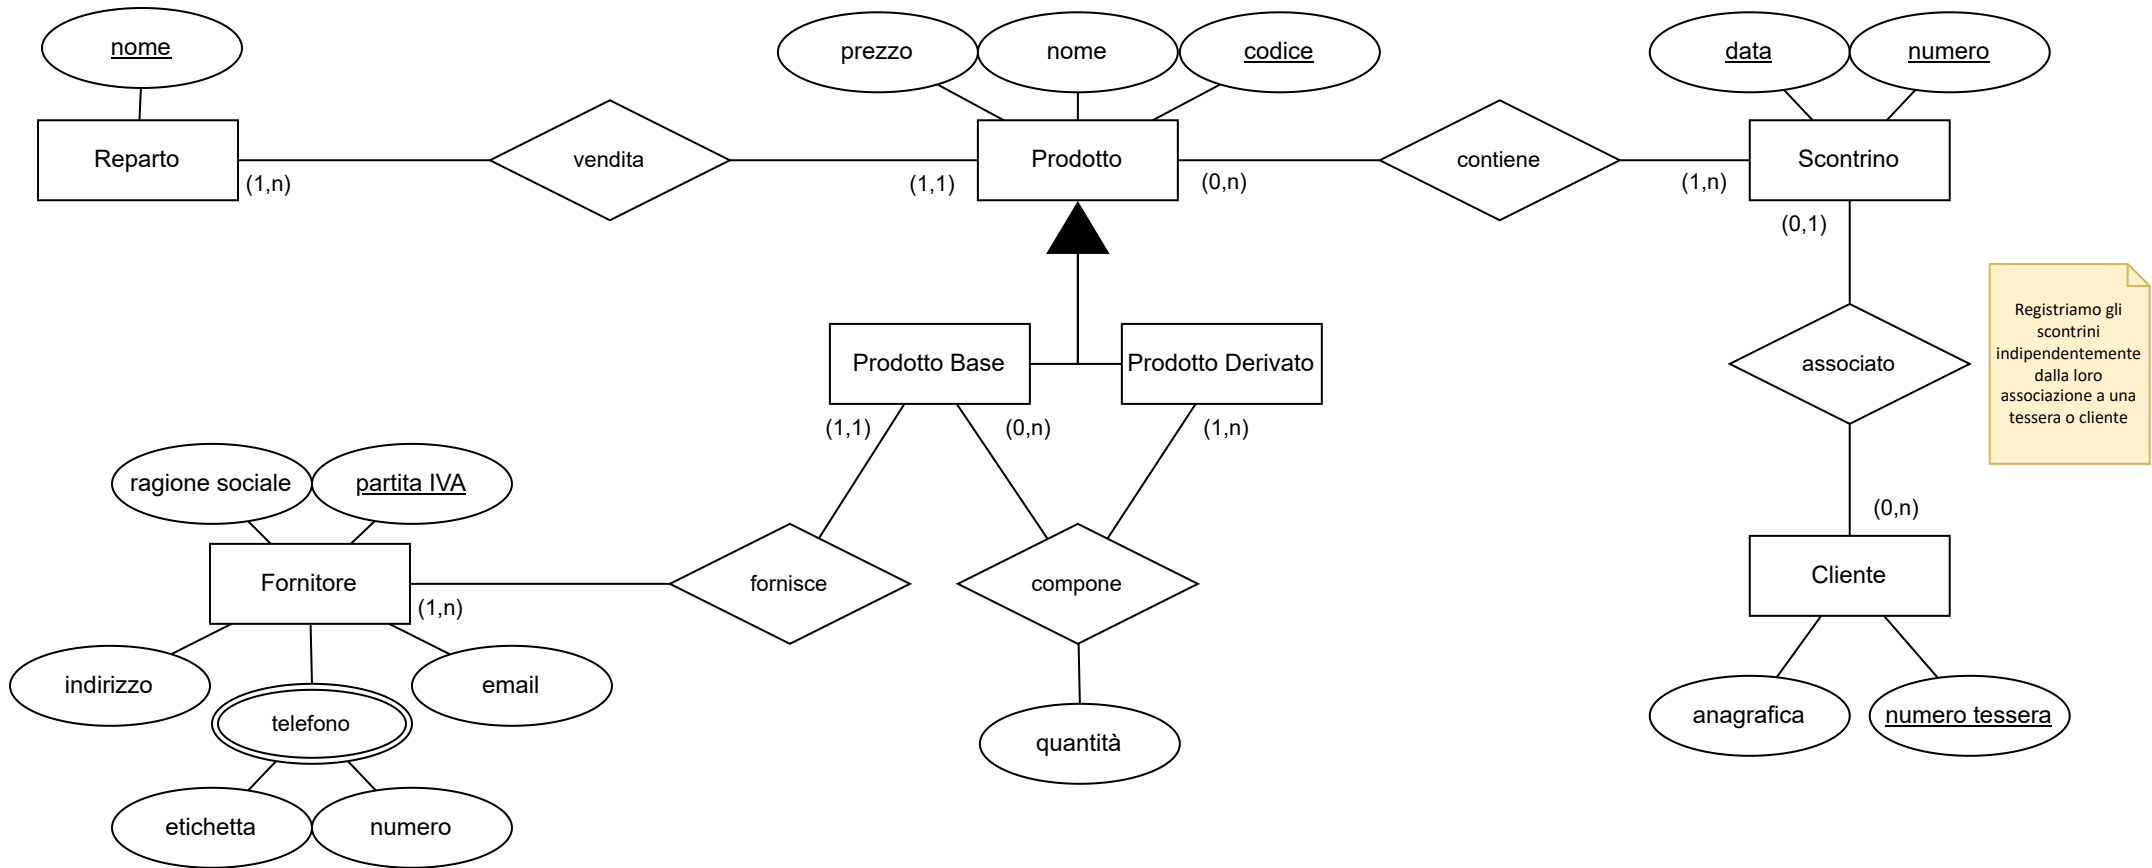 nome
prezzo
nome
codice
data
numero
Reparto
vendita
Prodotto
contiene
Scontrino
(1,n)
(1,1)
(0,n)
(1,n)
(0,1)
Registriamo gli
scontrini
indipendentemente
dalla loro
associazione a una
tessera o cliente
Prodotto Base
Prodotto Derivato
associato
(1,1)
(0,n)
(1,n)
ragione sociale
partita IVA
(0,n)
Fornitore
fornisce
compone
Cliente
(1,n)
indirizzo
telefono
email
quantità
anagrafica
numero tessera
etichetta
numero